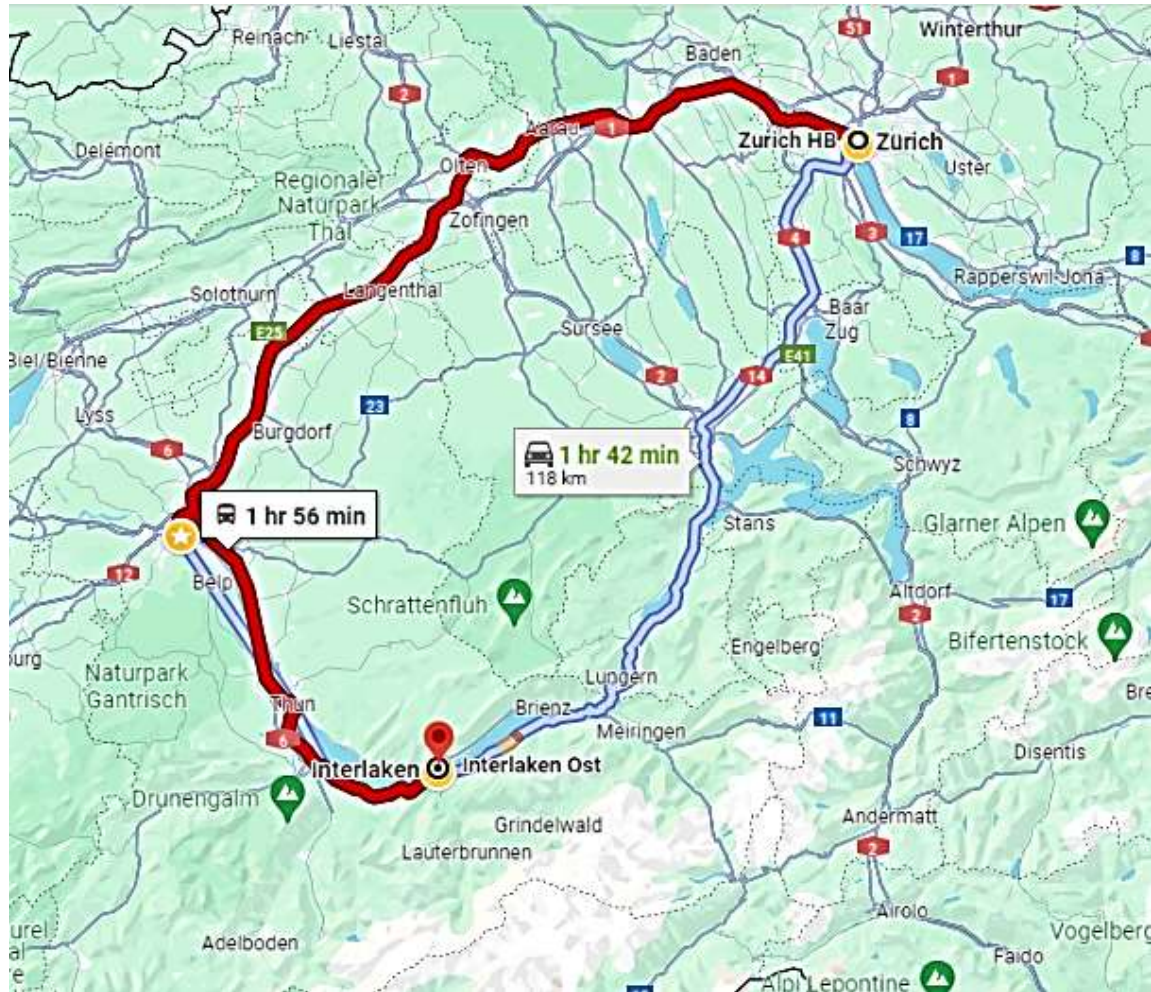 51
Winterthur
Reinach
Liestal
Baden
2
1
Aarau
1
Zurich HB
Zürich
Delémont
Olten
Uster
Regionaler
Naturpark
Thal
Zofingen
4
3
17
8
Rapperswil-Jona
Solothurn
Langenthal
Baar
Zug
E25
Sursee
E41
Biel/Bienne
2
14
23
8
Lyss
Burgdorf
6
1 hr 42 min
118 km
Schwyz
1 hr 56 min
Stans
Glarner Alpen
12
Belp
Altdorf
17
Schrattenfluh
2
Bifertenstock
burg
Engelberg
Naturpark
Gantrisch
Lungern
Thun
Brienz
Meiringen
11
6
Disentis
Interlaken
Interlaken Ost
Drunengalm
Andermatt
Grindelwald
Lauterbrunnen
2
Airolo
Vogelberg
Adelboden
Faido
Alpi Lepontine